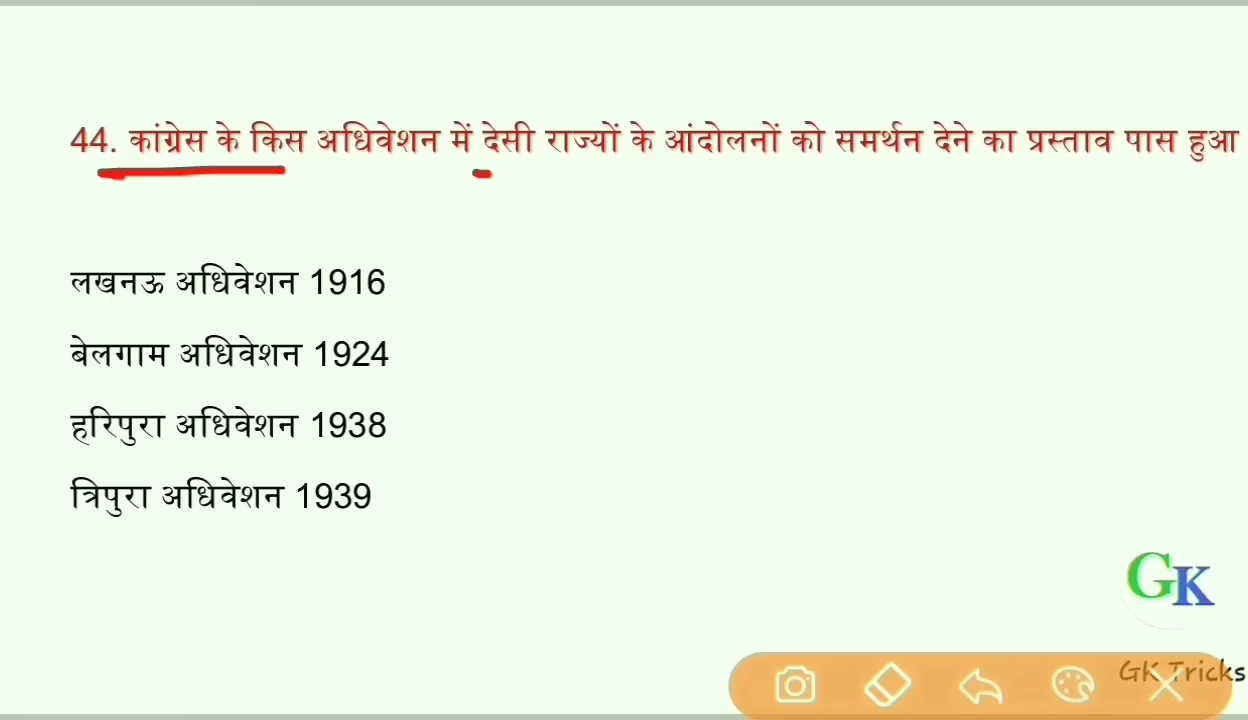 44. कांग्रेस के किस अधिवेशन में देसी राज्यों के आंदोलनों को समर्थन देने का प्रस्ताव पास हुआ
लखनऊ अधिवेशन 1916
बेलगाम अधिवेशन 1924
हरिपुरा अधिवेशन 1938
त्रिपुरा अधिवेशन 1939
GK
GK Tricks